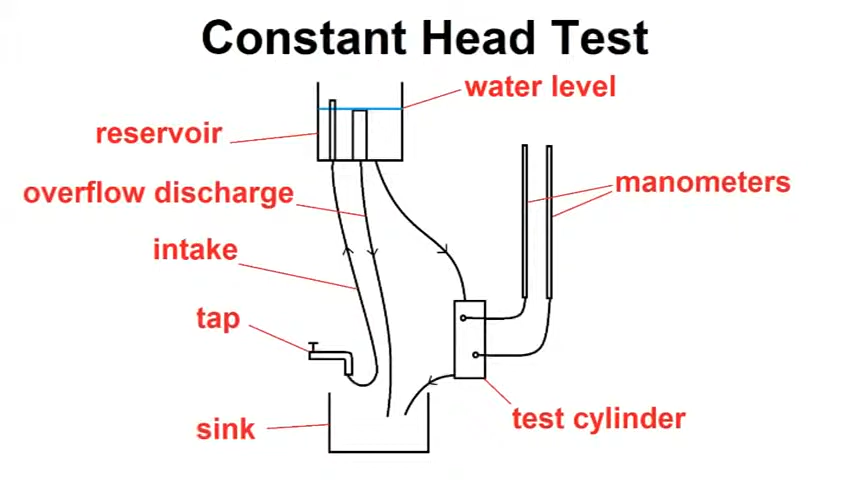 Constant Head Test
water level
reservoir
manometers
overflow discharge
intake
tap
test cylinder
sink